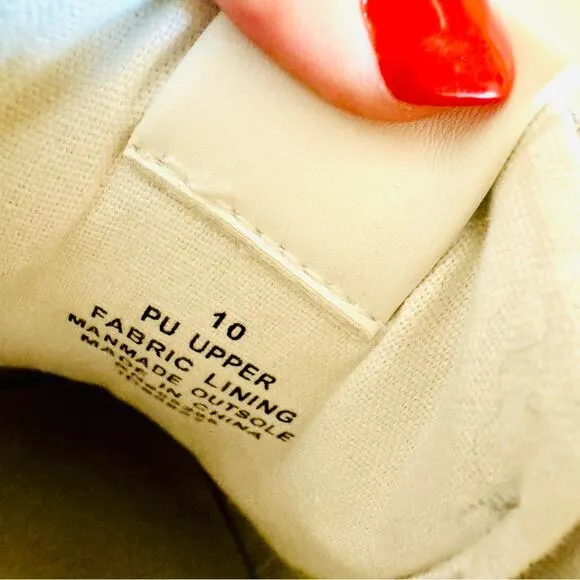 10
PU UPPER
FABRIC LINING
MANMADE OUTSOLE
MADE IN CHINA